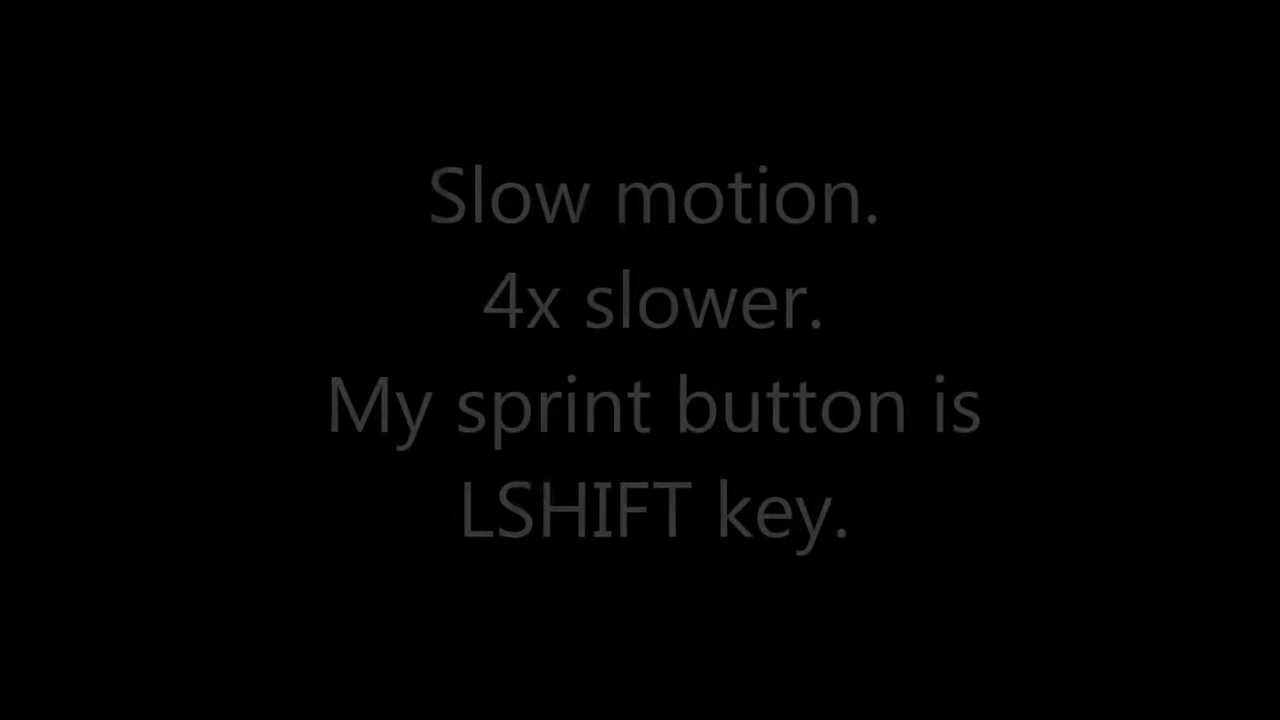 Slow motion.
4x slower.
My sprint button is
LSHIFT key.